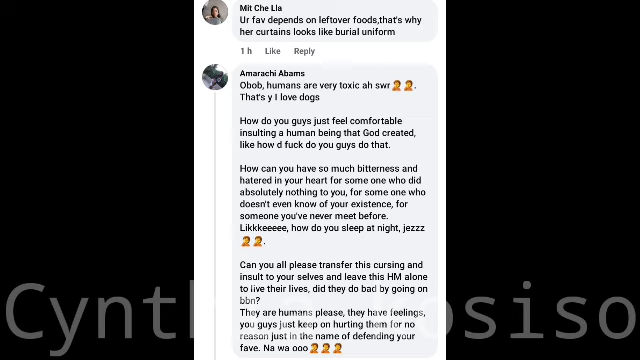 Mit Che Lla
Ur fav depends on leftover foods,that's why
her curtains looks like burial uniform
1 h Like Reply
Amarachi Abams
Obob, humans are very toxic ah swr🤦🤦.
That's y I love dogs
How do you guys just feel comfortable
insulting a human being that God created,
like how d fuck do you guys do that.
How can you have so much bitterness and
hatered in your heart for some one who did
absolutely nothing to you, for some one who
doesn't even know of your existence, for
someone you've never meet before.
Likkkeeeee, how do you sleep at night, jezzz
🤦🤦.
Can you all please transfer this cursing and
insult to your selves and leave this HM alone
to live their lives, did they do bad by going on
bbn?
They are humans please, they have feelings,
you guys just keep on hurting them for no
reason just in the name of defending your
fave. Na wa ooo🤦🤦🤦